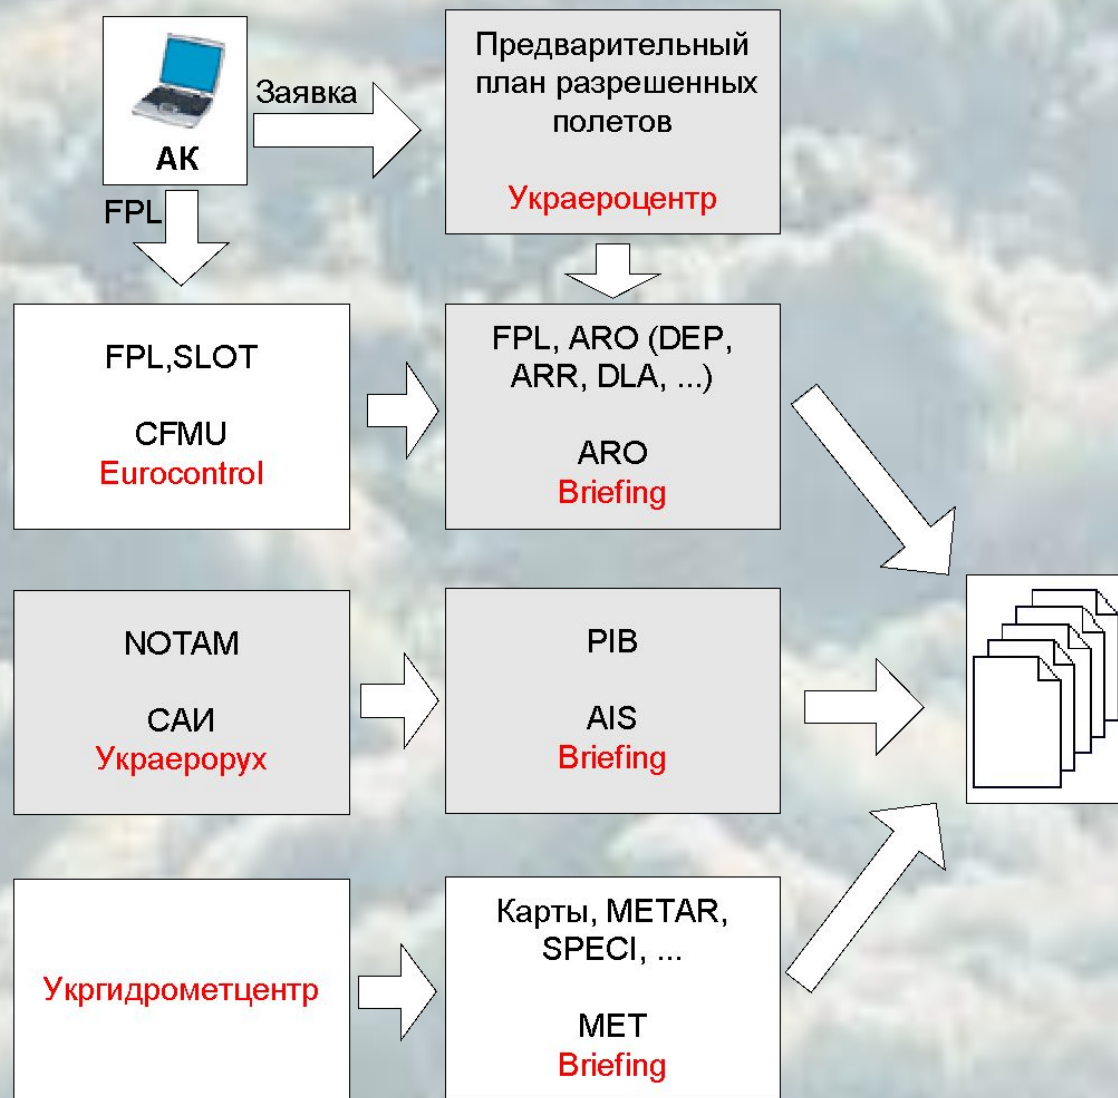 АК
Заявка
FPL
Предварительный
план разрешенных
полетов
Украероцентр
FPL,SLOT
CFMU
Eurocontrol
FPL, ARO (DEP,
ARR, DLA, ...)
ARO
Briefing
NOTAM
САИ
Украерорух
PIB
AIS
Briefing
Укргидрометцентр
Карты, METAR,
SPECI, ...
MET
Briefing